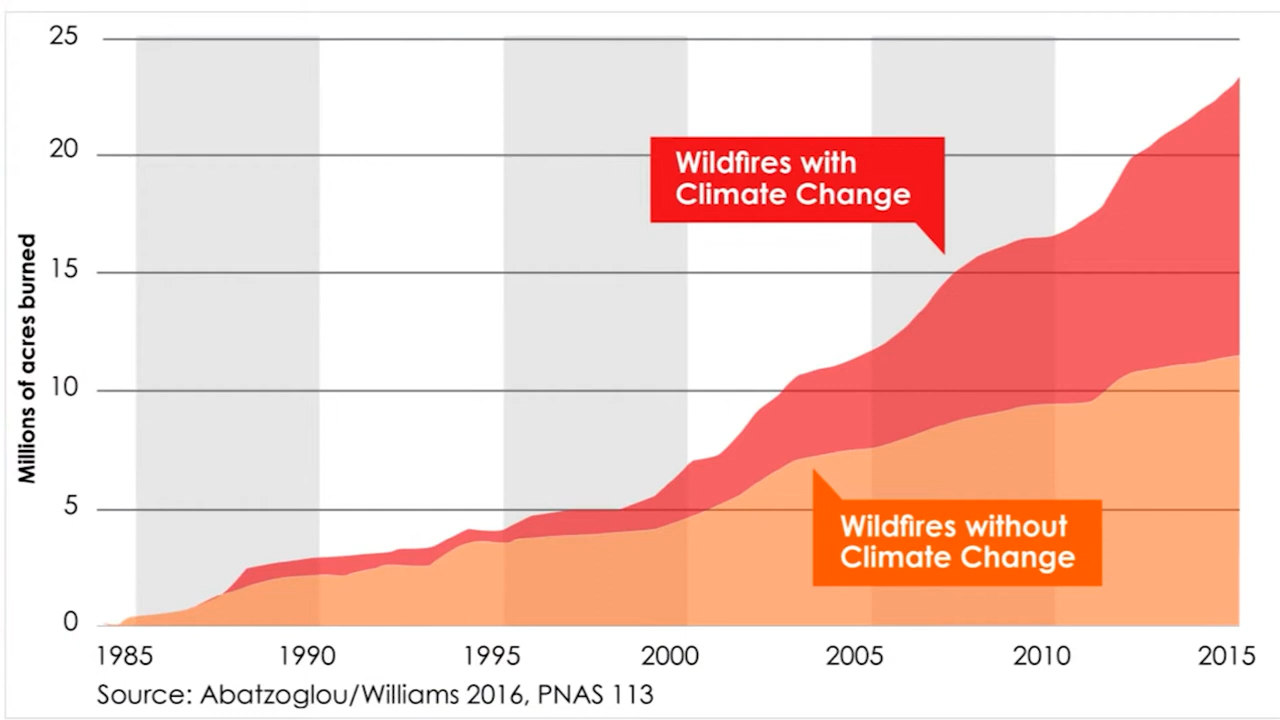 25
20
15
10
5
0
Millions of acres burned
Wildfires with
Climate Change
Wildfires without
Climate Change
1985 1990 1995 2000 2005 2010 2015
Source: Abatzoglou/Williams 2016, PNAS 113